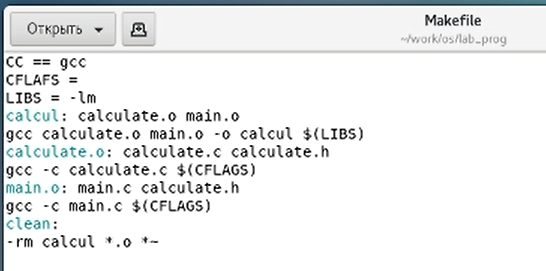 Открыть
Makefile
~/work/os/lab_prog
CC == gcc
CFLAFS =
LIBS = -lm
calcul: calculate.o main.o
gcc calculate.o main.o -o calcul $(LIBS)
calculate.o: calculate.c calculate.h
gcc -c calculate.c $(CFLAGS)
main.o: main.c calculate.h
gcc -c main.c $(CFLAGS)
clean:
-rm calcul *.o *~